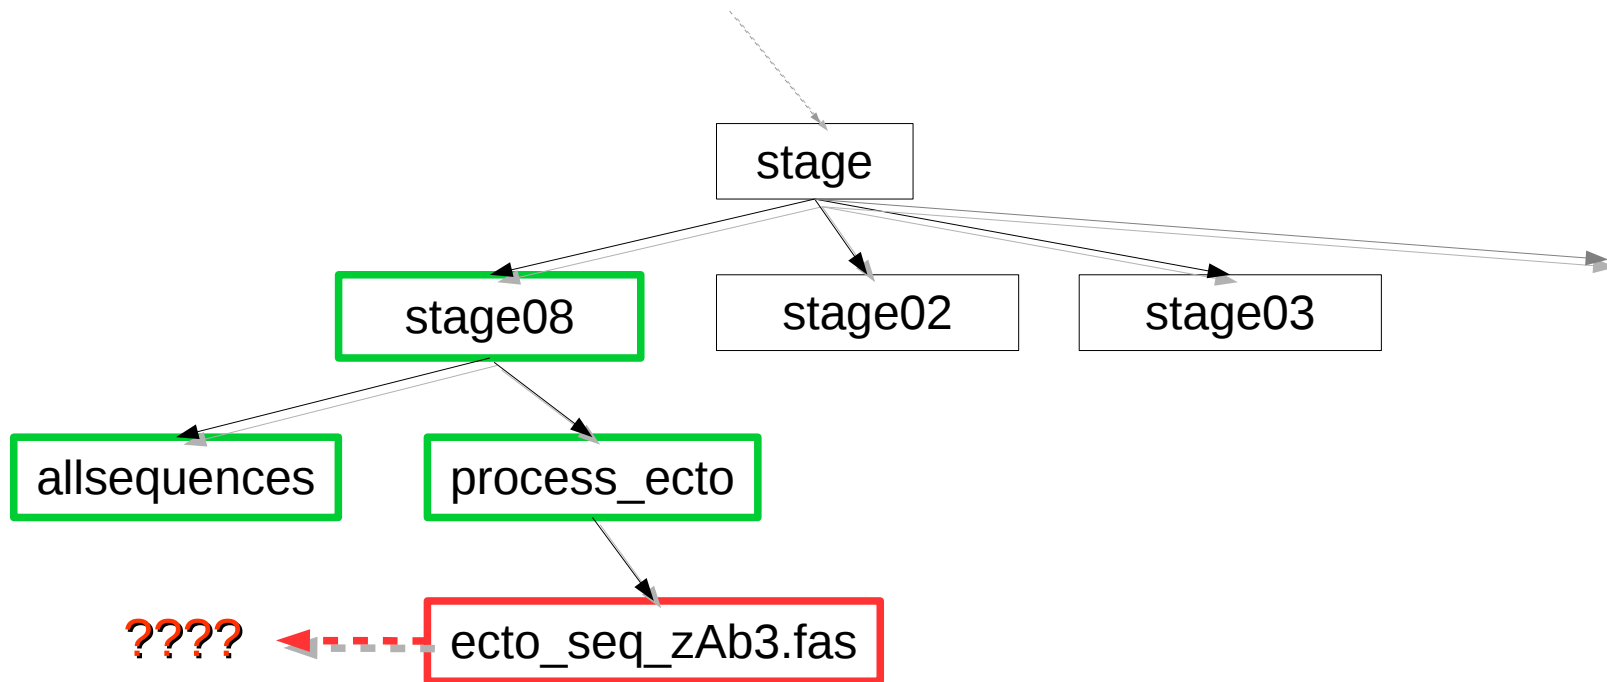 stage
stage08
stage02
stage03
allsequences
process_ecto
????
ecto_seq_zAb3.fas